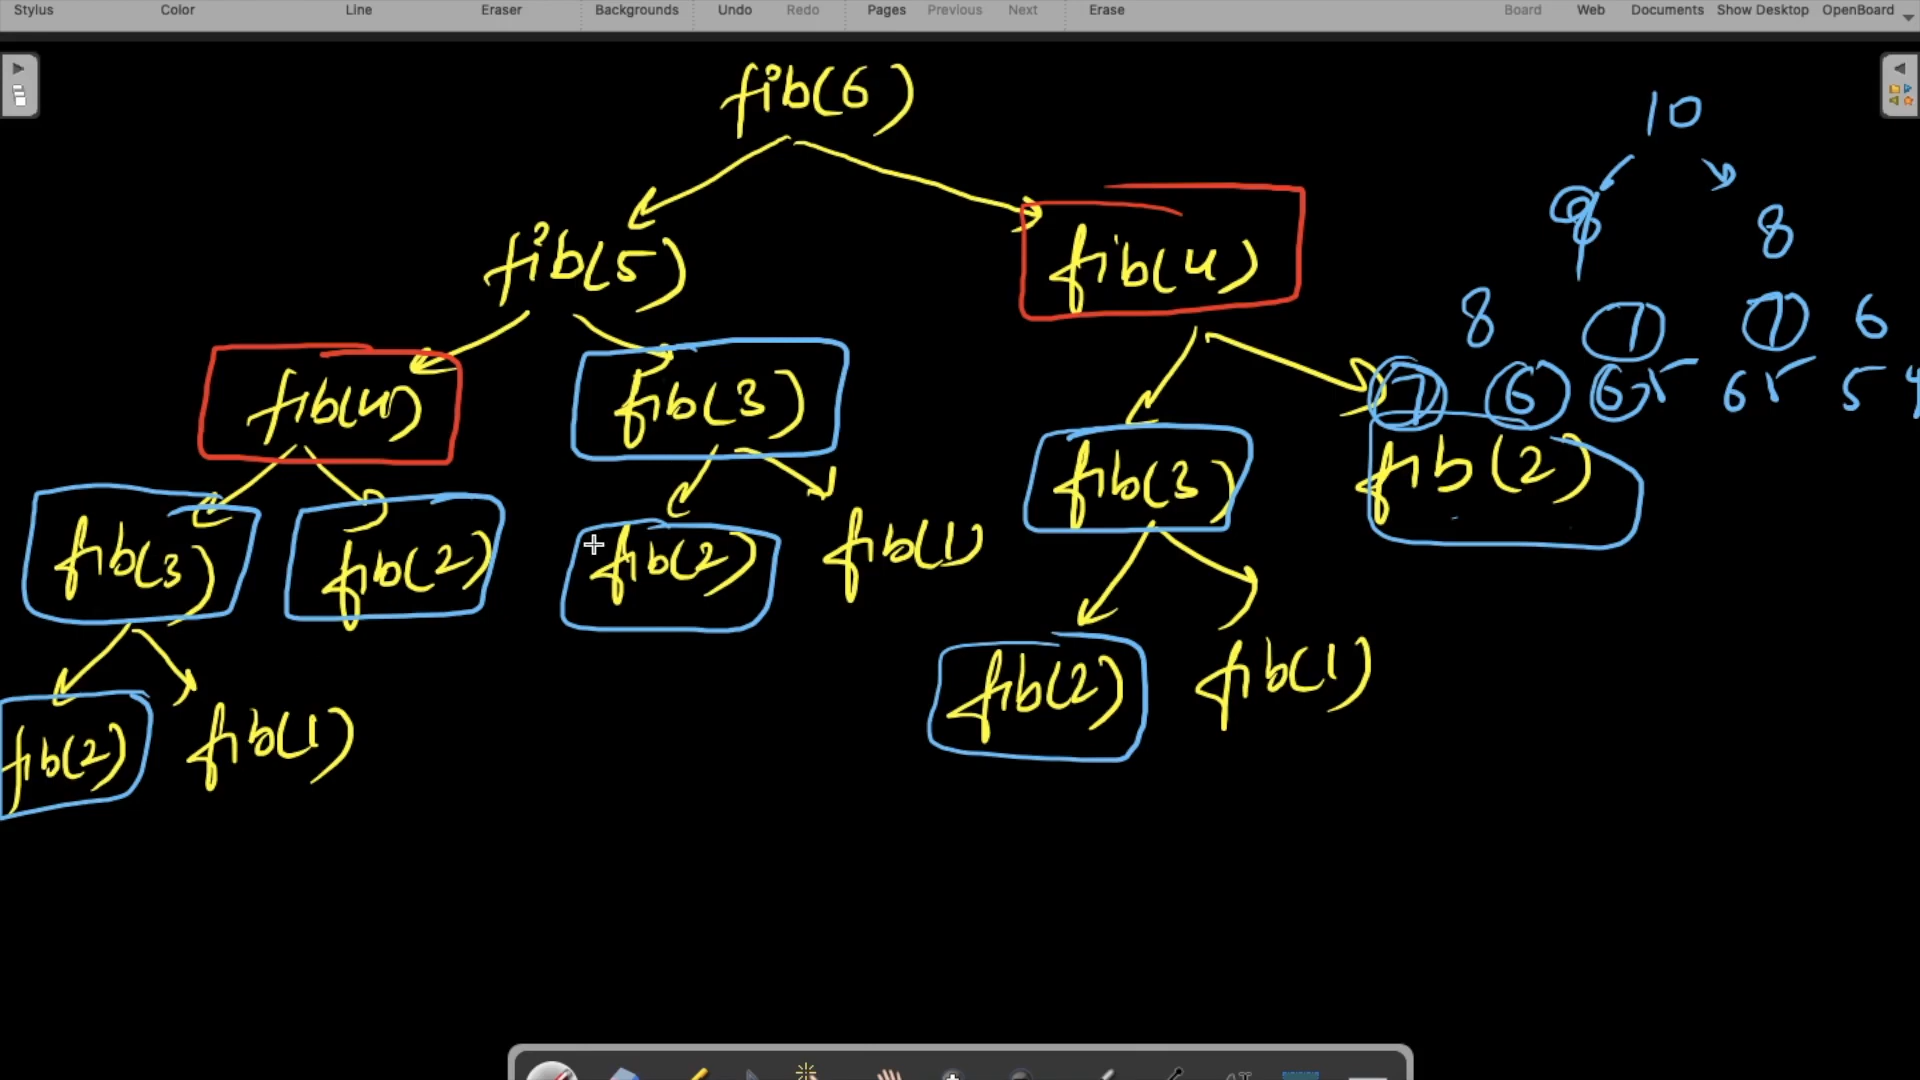 Stylus Color Line Eraser Backgrounds Undo Redo Pages Previous Next Erase Board Web Documents Show Desktop OpenBoard
fib(6)
10
fib(5)
fib(4)
9 8
8 7 7 6
fib(4)
fib(3)
7 6 6 5 6 5 5 4
fib(3)
fib(2)
fib(3)
fib(2)
fib(2)
fib(1)
fib(2)
fib(1)
fib(2)
fib(1)